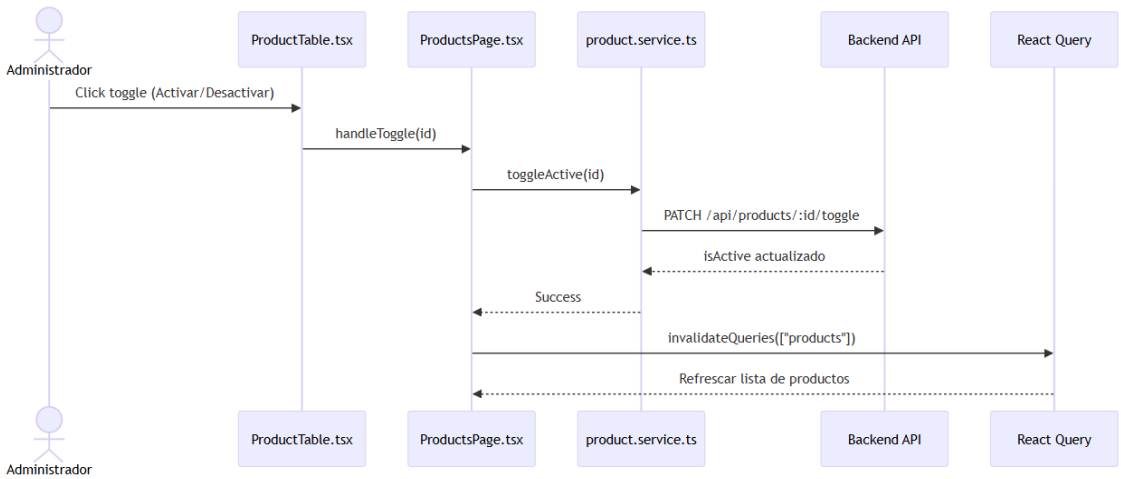 Administrador
ProductTable.tsx
ProductsPage.tsx
product.service.ts
Backend API
React Query
Click toggle (Activar/Desactivar)
handleToggle(id)
toggleActive(id)
PATCH /api/products/:id/toggle
isActive actualizado
Success
invalidateQueries(["products"])
Refrescar lista de productos
Administrador
ProductTable.tsx
ProductsPage.tsx
product.service.ts
Backend API
React Query